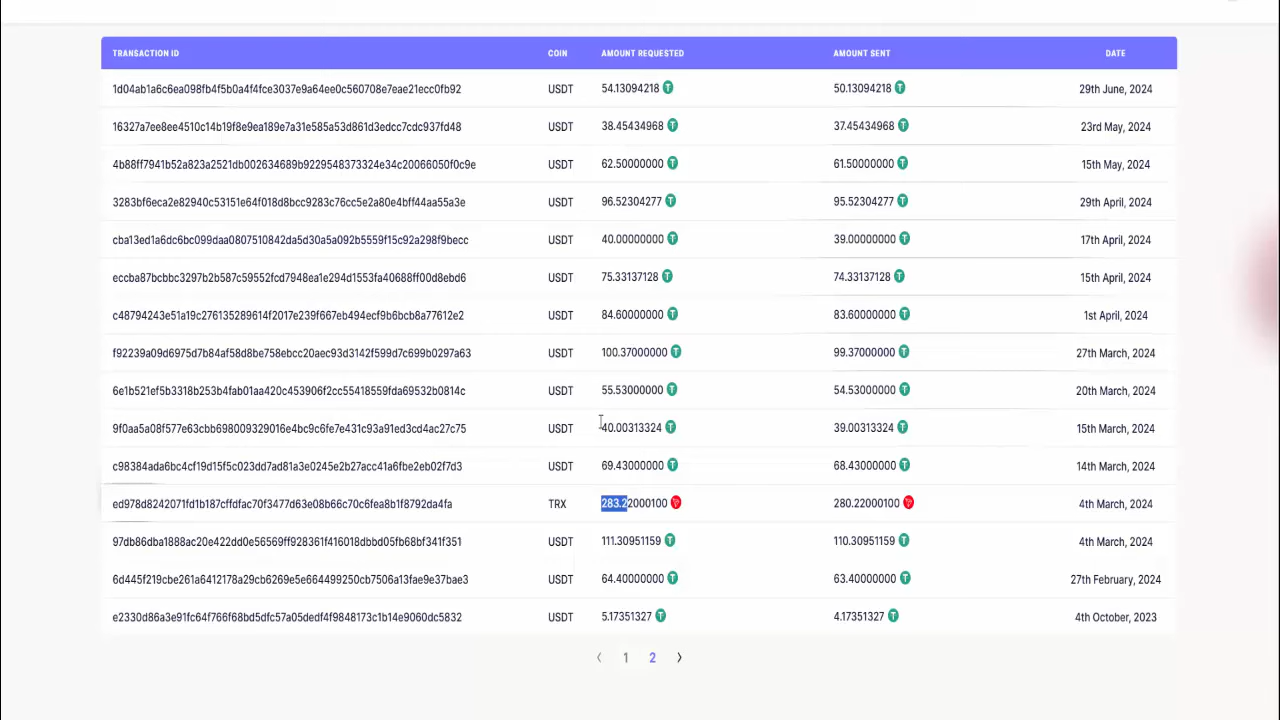 TRANSACTION ID COIN AMOUNT REQUESTED AMOUNT SENT DATE
1d04ab1a6c6ea098fb4f5b0a4f4fce3037e9a64ee0c560708e7eae21ecc0fb92 USDT 54.13094218 50.13094218 29th June, 2024
16327a7ee8ee4510c14b19f8e9ea189e7a31e585a53d861d3edcc7cdc937fd48 USDT 38.45434968 37.45434968 23rd May, 2024
4b88ff7941b52a823a2521db002634689b9229548373324e34c20066050f0c9e USDT 62.50000000 61.50000000 15th May, 2024
3283bf6eca2e82940c53151e64f018d8bcc9283c76cc5e2a80e4bff44aa55a3e USDT 96.52304277 95.52304277 29th April, 2024
cba13ed1a6dc6bc099daa0807510842da5d30a5a092b5559f15c92a298f9becc USDT 40.00000000 39.00000000 17th April, 2024
eccba87bcbbc3297b2b587c59552fcd7948ea1e294d1553fa40688ff00d8ebd6 USDT 75.33137128 74.33137128 15th April, 2024
c48794243e51a19c276135289614f2017e239f667eb494ecf9b6bcb8a77612e2 USDT 84.60000000 83.60000000 1st April, 2024
f92239a09d6975d7b84af58d8be758ebcc20aec93d3142f599d7c699b0297a63 USDT 100.37000000 99.37000000 27th March, 2024
6e1b521ef5b3318b253b4fab01aa420c453906f2cc55418559fda69532b0814c USDT 55.53000000 54.53000000 20th March, 2024
9f0aa5a08f577e63cbb698009329016e4bc9c6fe7e431c93a91ed3cd4ac27c75 USDT 40.00313324 39.00313324 15th March, 2024
c98384ada6bc4cf19d15f5c023dd7ad81a3e0245e2b27acc41a6fbe2eb02f7d3 USDT 69.43000000 68.43000000 14th March, 2024
ed978d8242071fd1b187cffdfac70f3477d63e08b66c70c6fea8b1f8792da4fa TRX 283.22000100 280.22000100 4th March, 2024
97db86dba1888ac20e422dd0e56569ff928361f416018dbbd05fb68bf341f351 USDT 111.30951159 110.30951159 4th March, 2024
6d445f219cbe261a6412178a29cb6269e5e664499250cb7506a13fae9e37bae3 USDT 64.40000000 63.40000000 27th February, 2024
e2330d86a3e91fc64f766f68bd5dfc57a05dedf4f9848173c1b14e9060dc5832 USDT 5.17351327 4.17351327 4th October, 2023
1 2